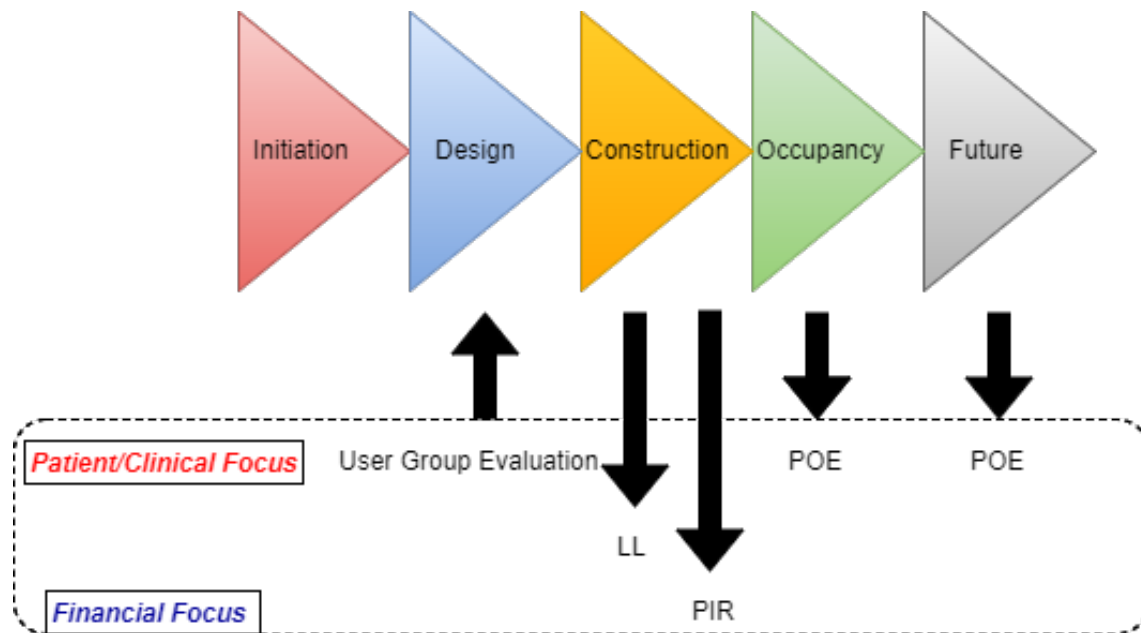 Initiation
Design
Construction
Occupancy
Future
Patient/Clinical Focus
User Group Evaluation
POE
POE
LL
Financial Focus
PIR